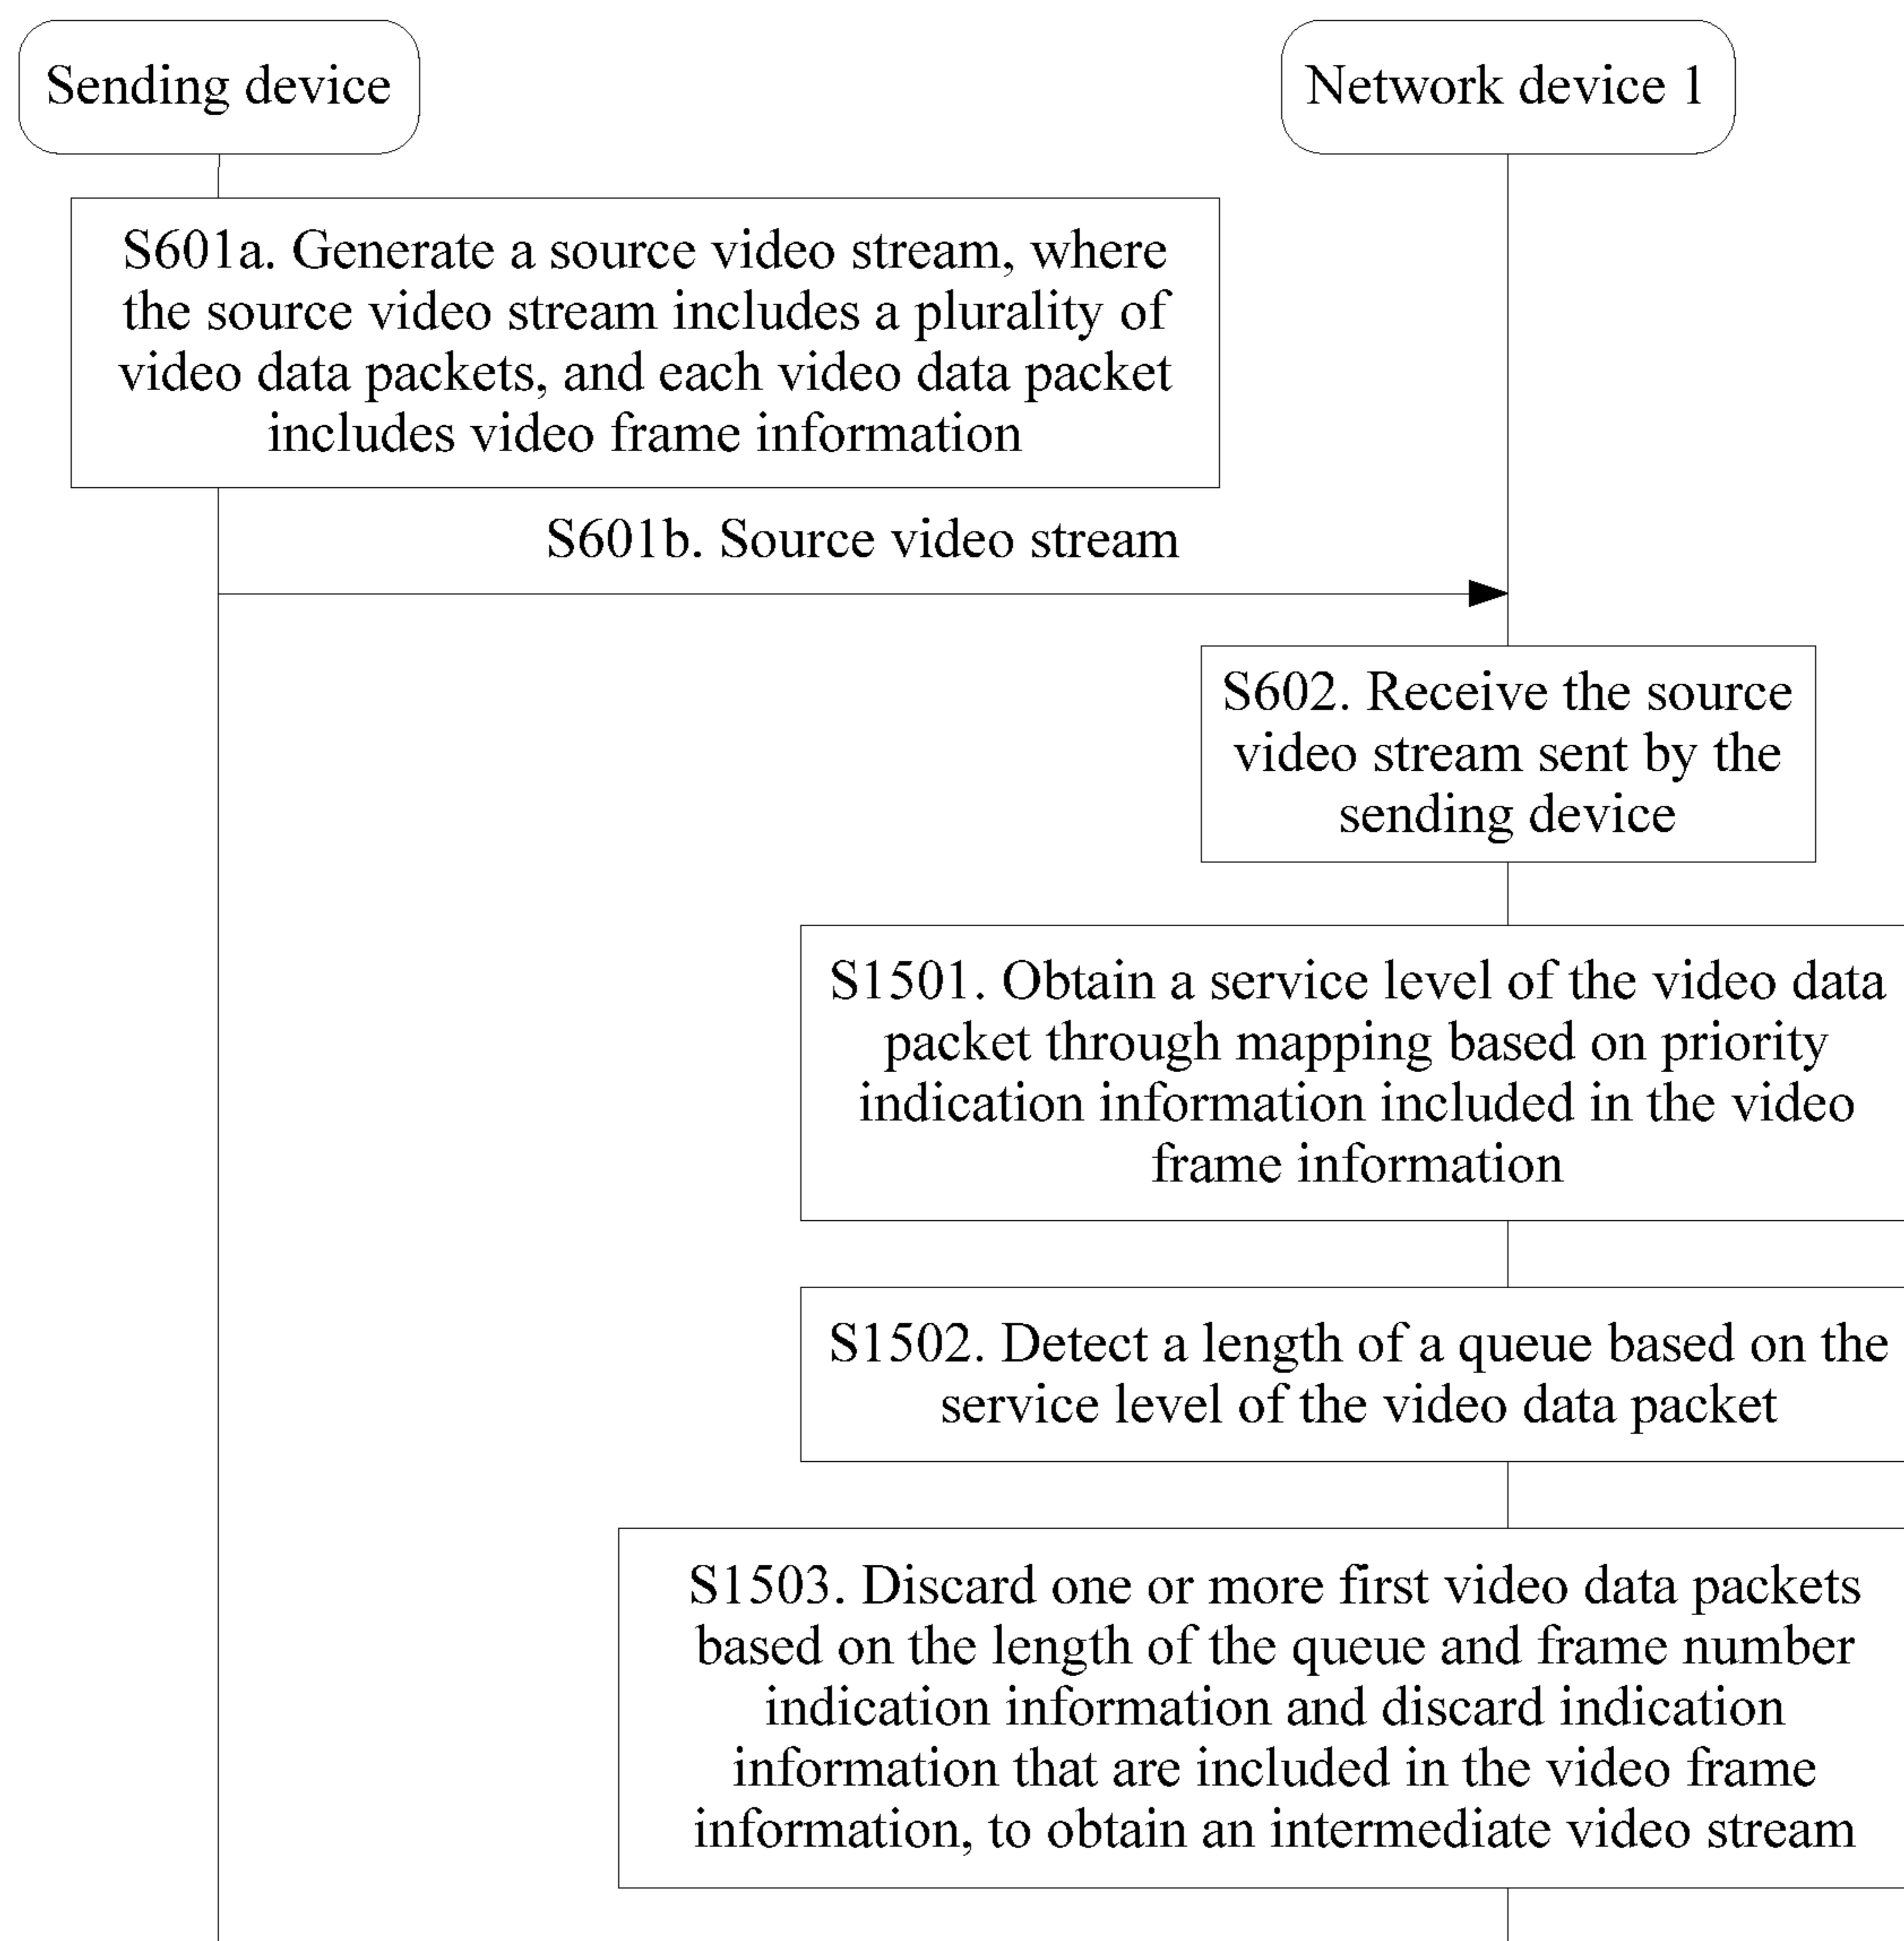 Sending device
Network device 1
S601a. Generate a source video stream, where
the source video stream includes a plurality of
video data packets, and each video data packet
includes video frame information
S601b. Source video stream
S602. Receive the source
video stream sent by the
sending device
S1501. Obtain a service level of the video data
packet through mapping based on priority
indication information included in the video
frame information
S1502. Detect a length of a queue based on the
service level of the video data packet
S1503. Discard one or more first video data packets
based on the length of the queue and frame number
indication information and discard indication
information that are included in the video frame
information, to obtain an intermediate video stream